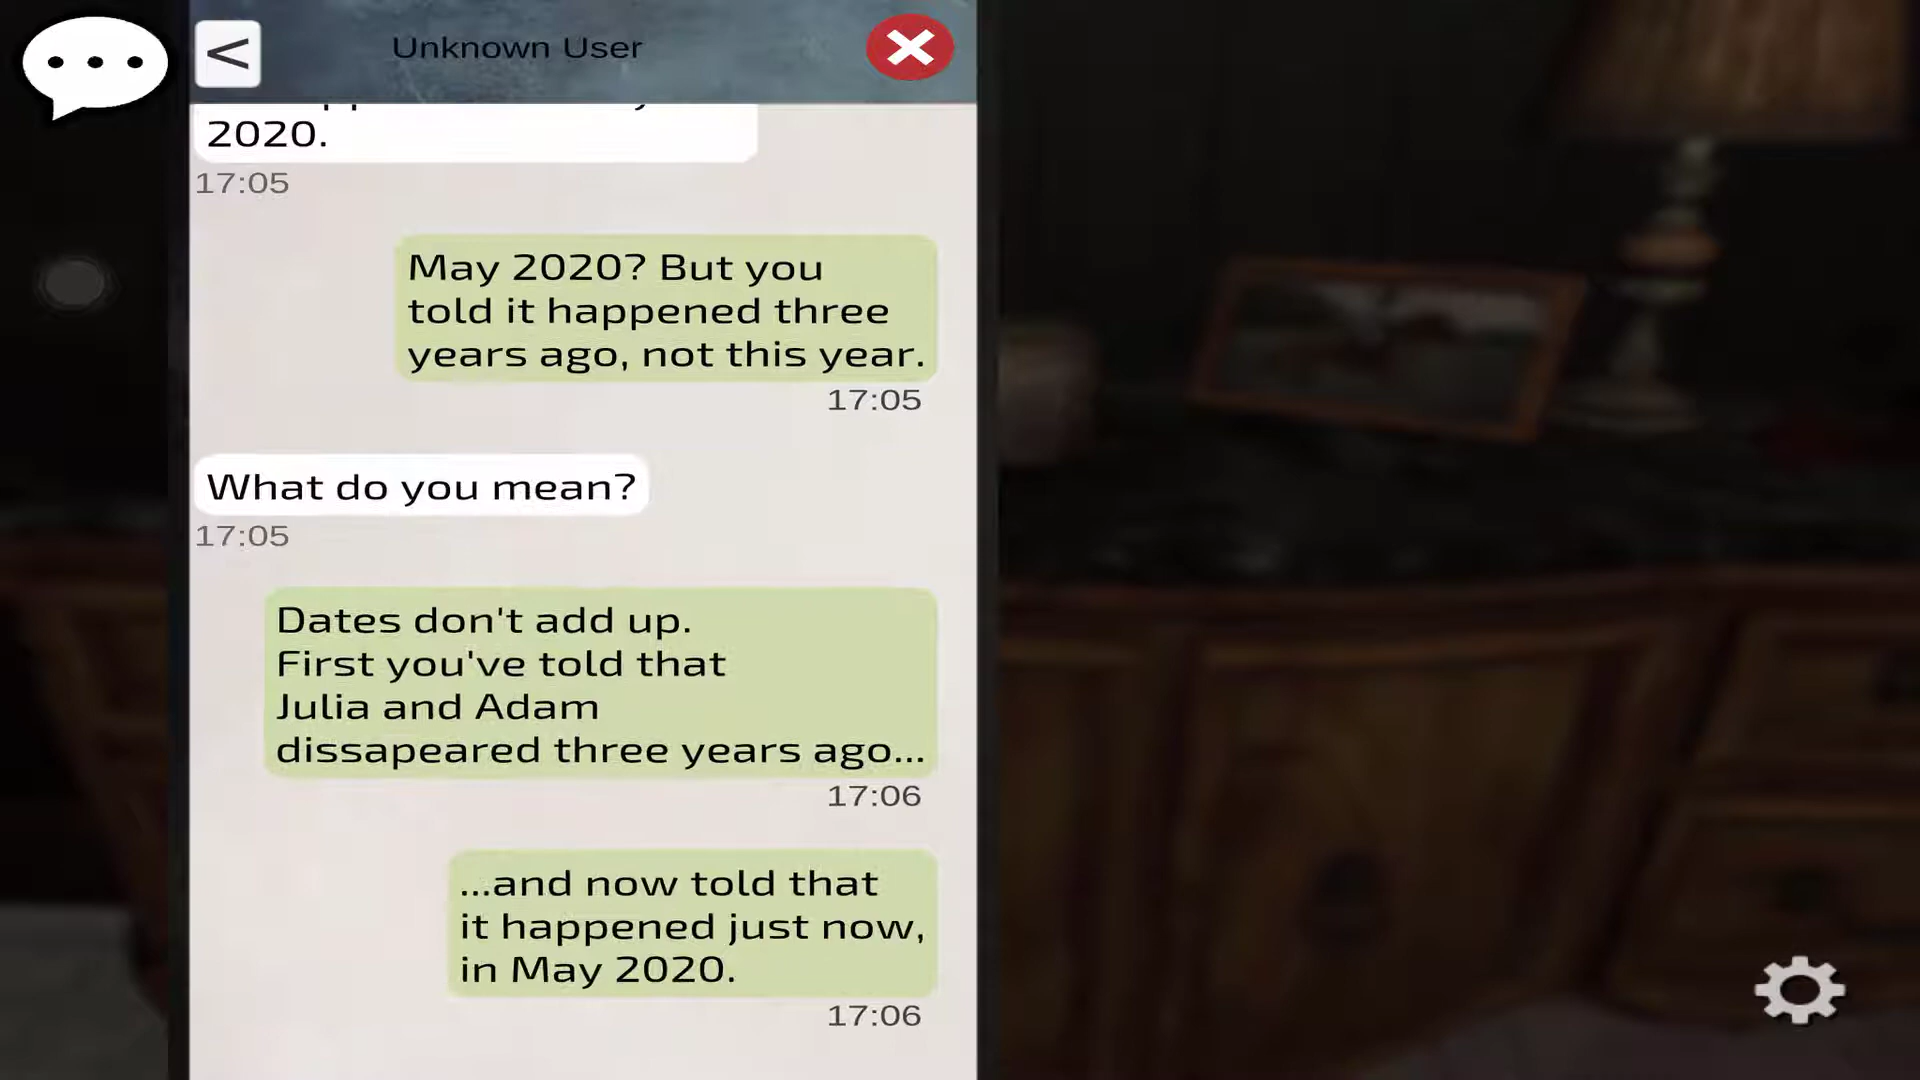 Unknown User
2020.
17:05
May 2020? But you
told it happened three
years ago, not this year.
17:05
What do you mean?
17:05
Dates don't add up.
First you've told that
Julia and Adam
dissapeared three years ago...
17:06
...and now told that
it happened just now,
in May 2020.
17:06